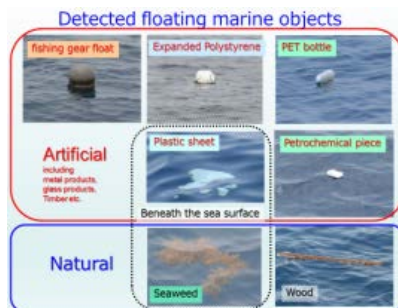 Detected floating marine objects
fishing gear float
Expanded Polystyrene
PET bottle
Artificial
including
metal products,
glass products,
Timber etc.
Plastic sheet
Petrochemical piece
Beneath the sea surface
Natural
Seaweed
Wood